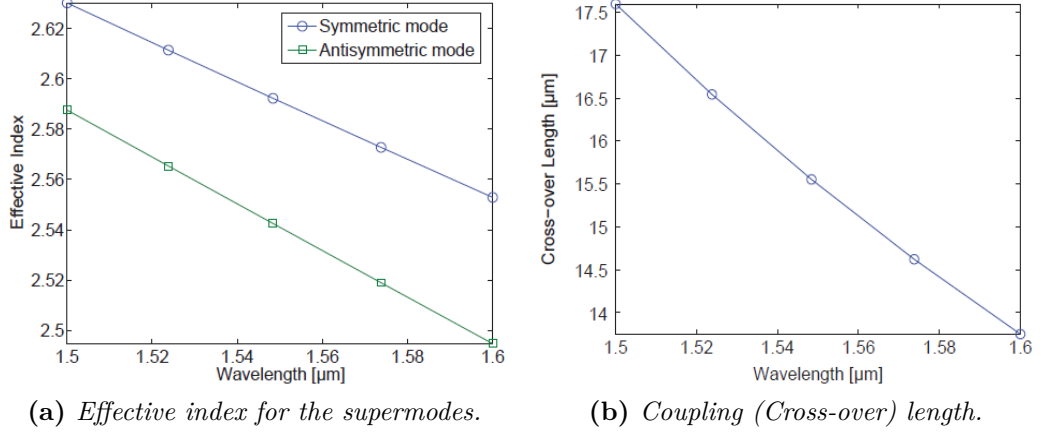 2.62
2.6
2.58
2.56
2.54
2.52
2.5
Effective Index
Symmetric mode
Antisymmetric mode
1.5 1.52 1.54 1.56 1.58 1.6
Wavelength [µm]
(a) Effective index for the supermodes.
17.5
17
16.5
16
15.5
15
14.5
14
Cross-over Length [µm]
1.5 1.52 1.54 1.56 1.58 1.6
Wavelength [µm]
(b) Coupling (Cross-over) length.